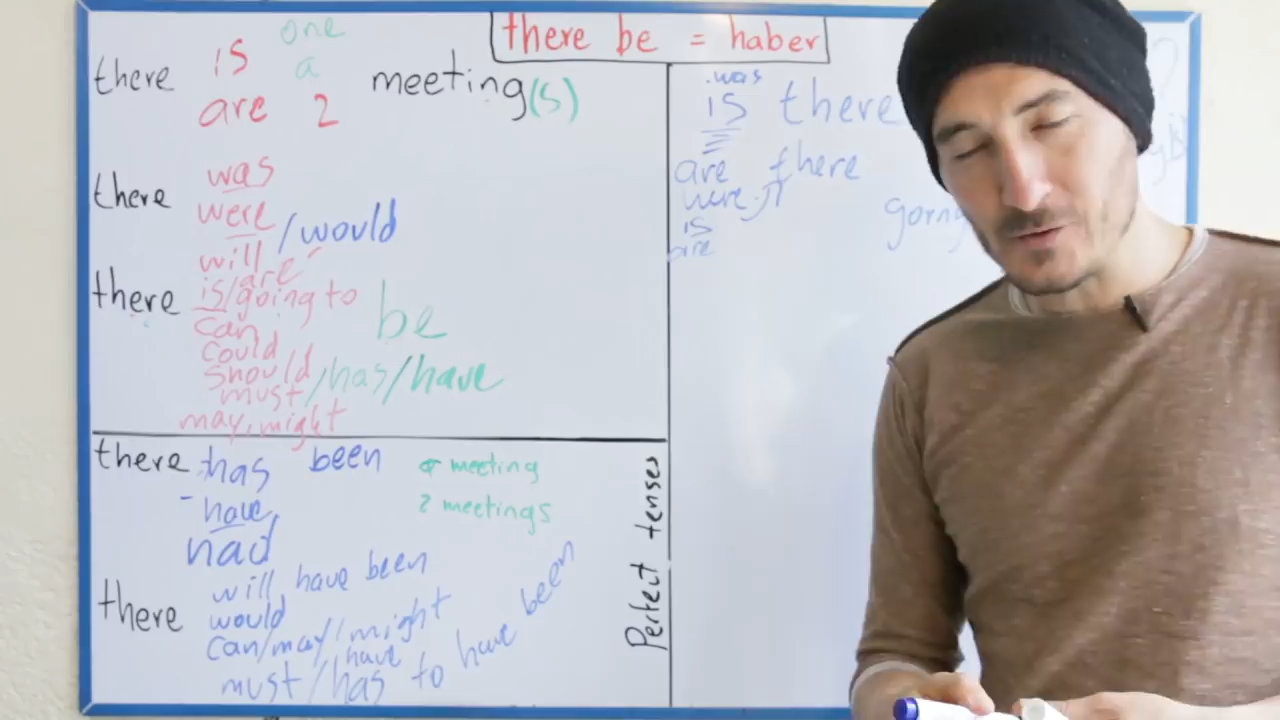 there be = haber
there is one
a
are 2 meeting(s)
there was
were
will /would
are
there is/going to be
can
could
should/has/have
must
may, might
there has been a meeting
- have 2 meetings
had
there will have been
would
can/may/might have been
have
must/has to
Perfect tenses
was
is there
are there
were
is going
are